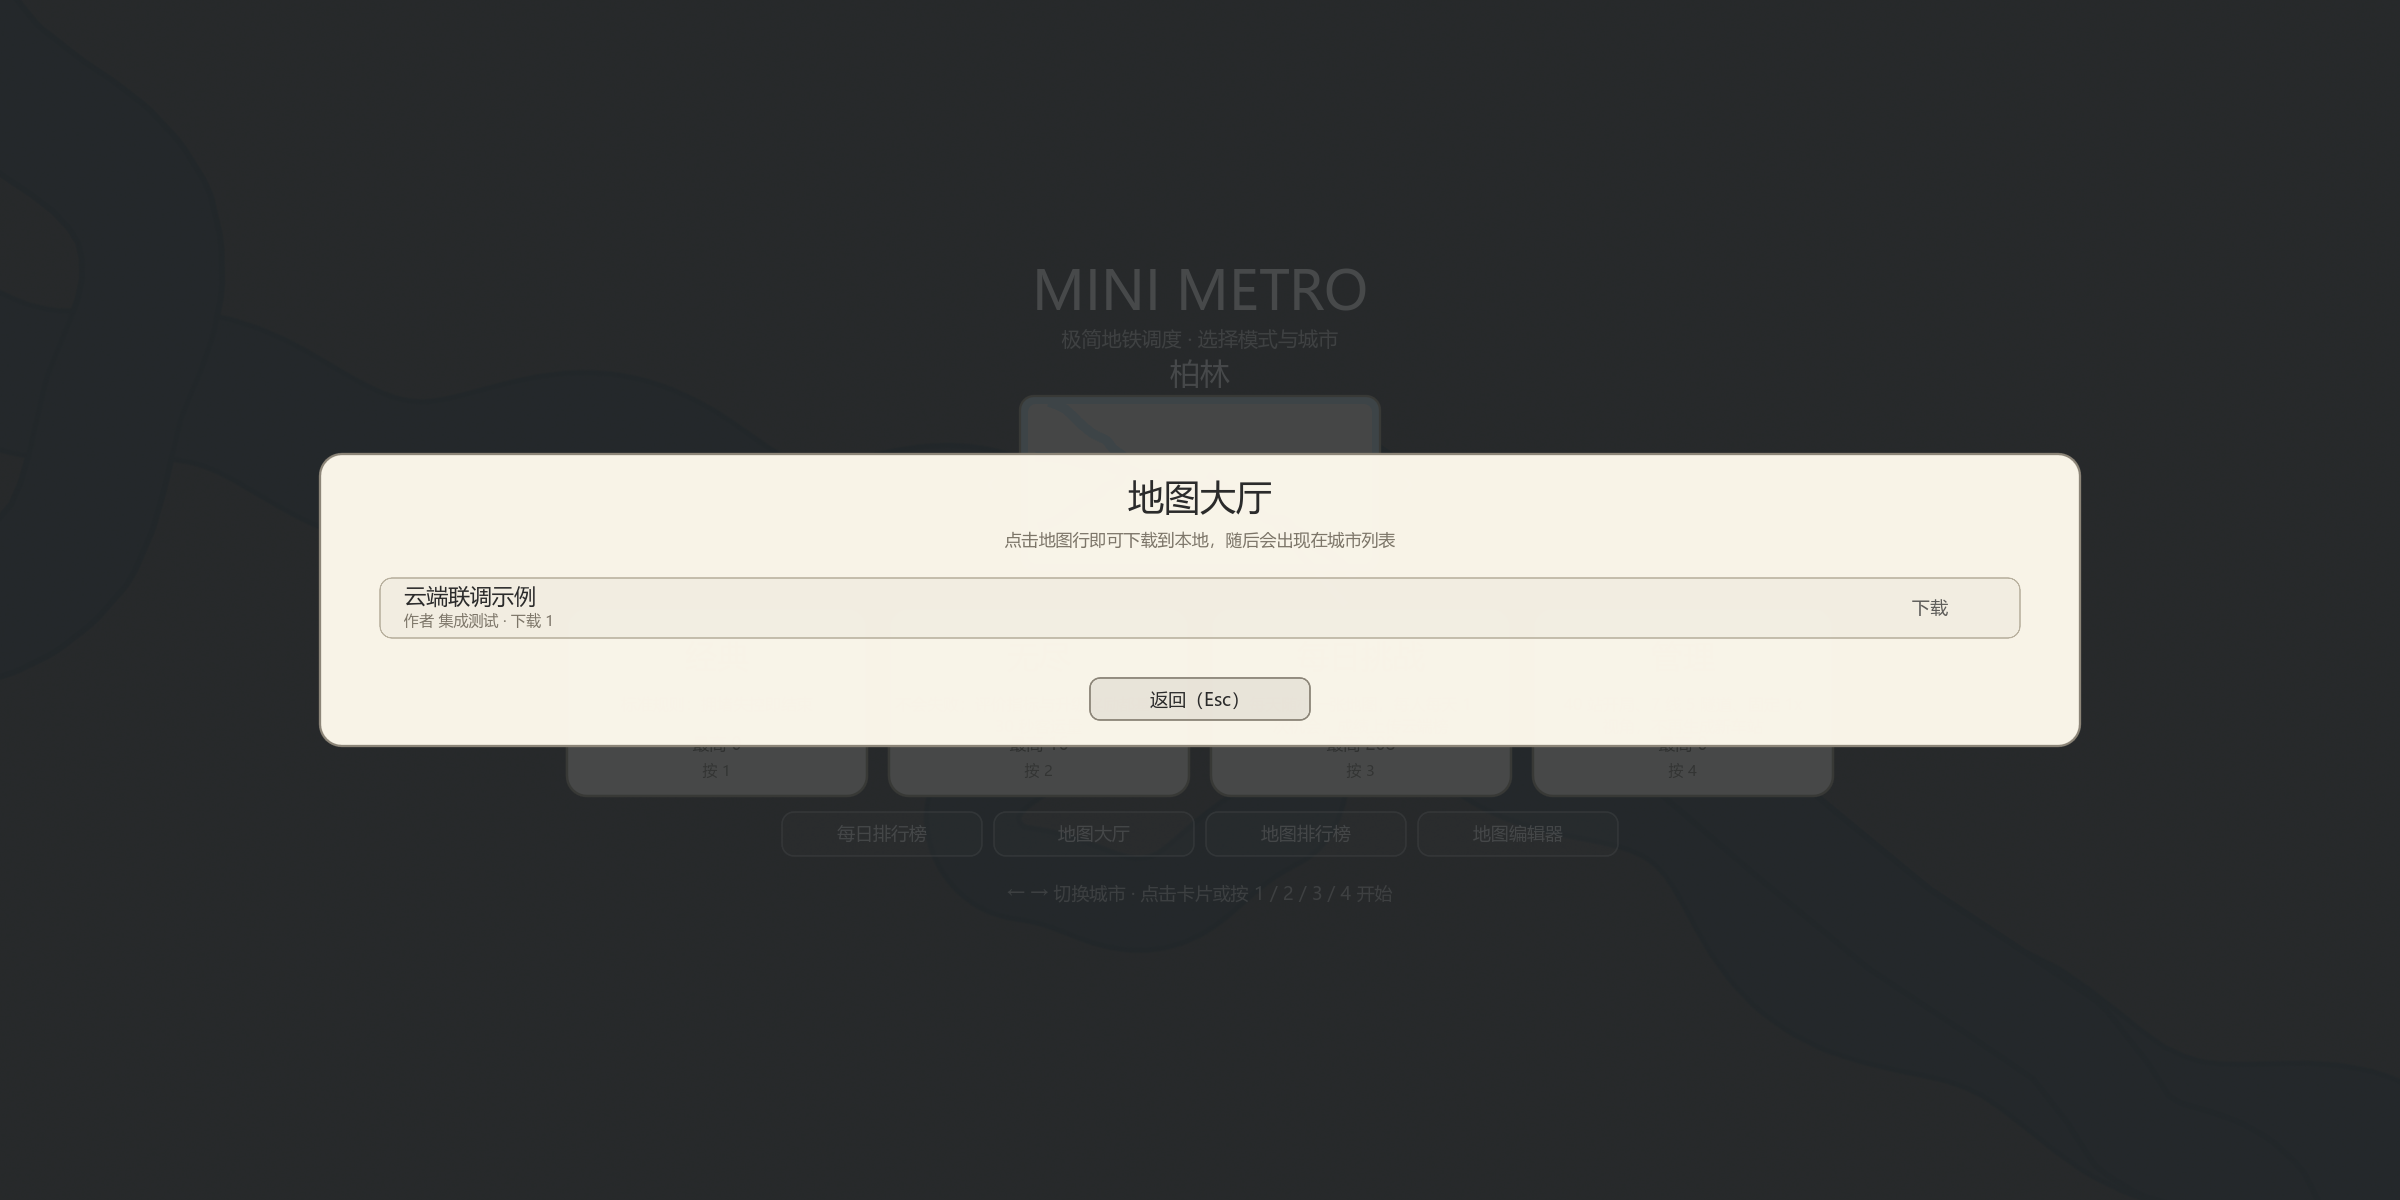 MINI METRO
极简地铁调度 · 选择模式与城市
柏林
地图大厅
点击地图行即可下载到本地，随后会出现在城市列表
云端联调示例
作者 集成测试 · 下载 1
下载
返回（Esc）
按 1
按 2
按 3
按 4
每日排行榜
地图大厅
地图排行榜
地图编辑器
← → 切换城市 · 点击卡片或按 1 / 2 / 3 / 4 开始